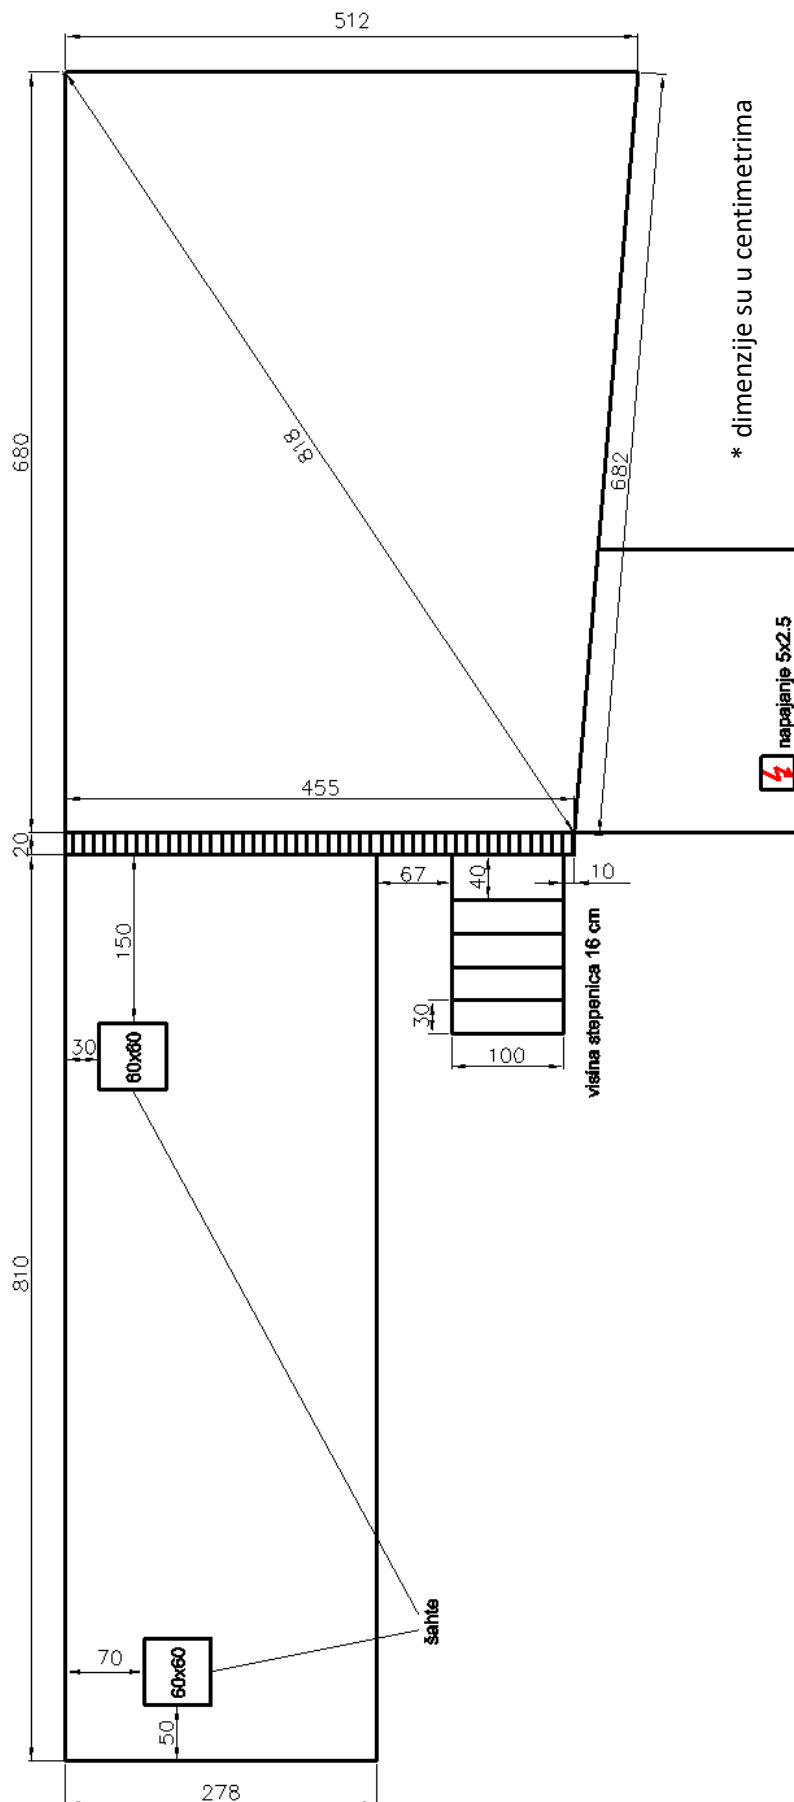 512
680
818
682
* dimenzije su u centimetrima
napajanje 5x2.5
455
20
67
40
10
150
30
60x60
30
100
visina stepenica 16 cm
810
šahte
70
60x60
50
278